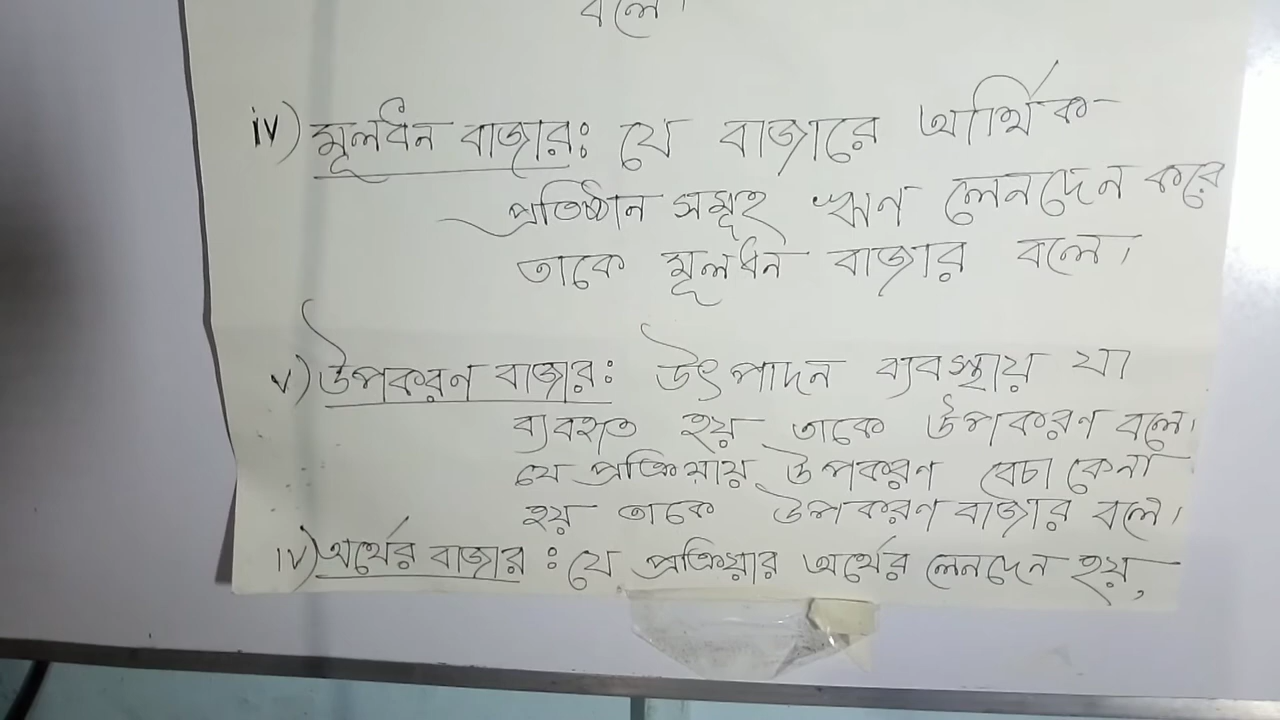 বলে।
iv) মূলধন বাজার: যে বাজারে আর্থিক
প্রতিষ্ঠান সমূহ ঋণ লেনদেন করে
তাকে মূলধন বাজার বলে।
v) উপকরণ বাজার: উৎপাদন ব্যবস্থায় যা
ব্যবহৃত হয় তাকে উপকরণ বলে।
যে প্রক্রিয়ায় উপকরণ বেচা কেনা
হয় তাকে উপকরণ বাজার বলে।
iv) অর্থের বাজার : যে প্রক্রিয়ার অর্থের লেনদেন হয়,